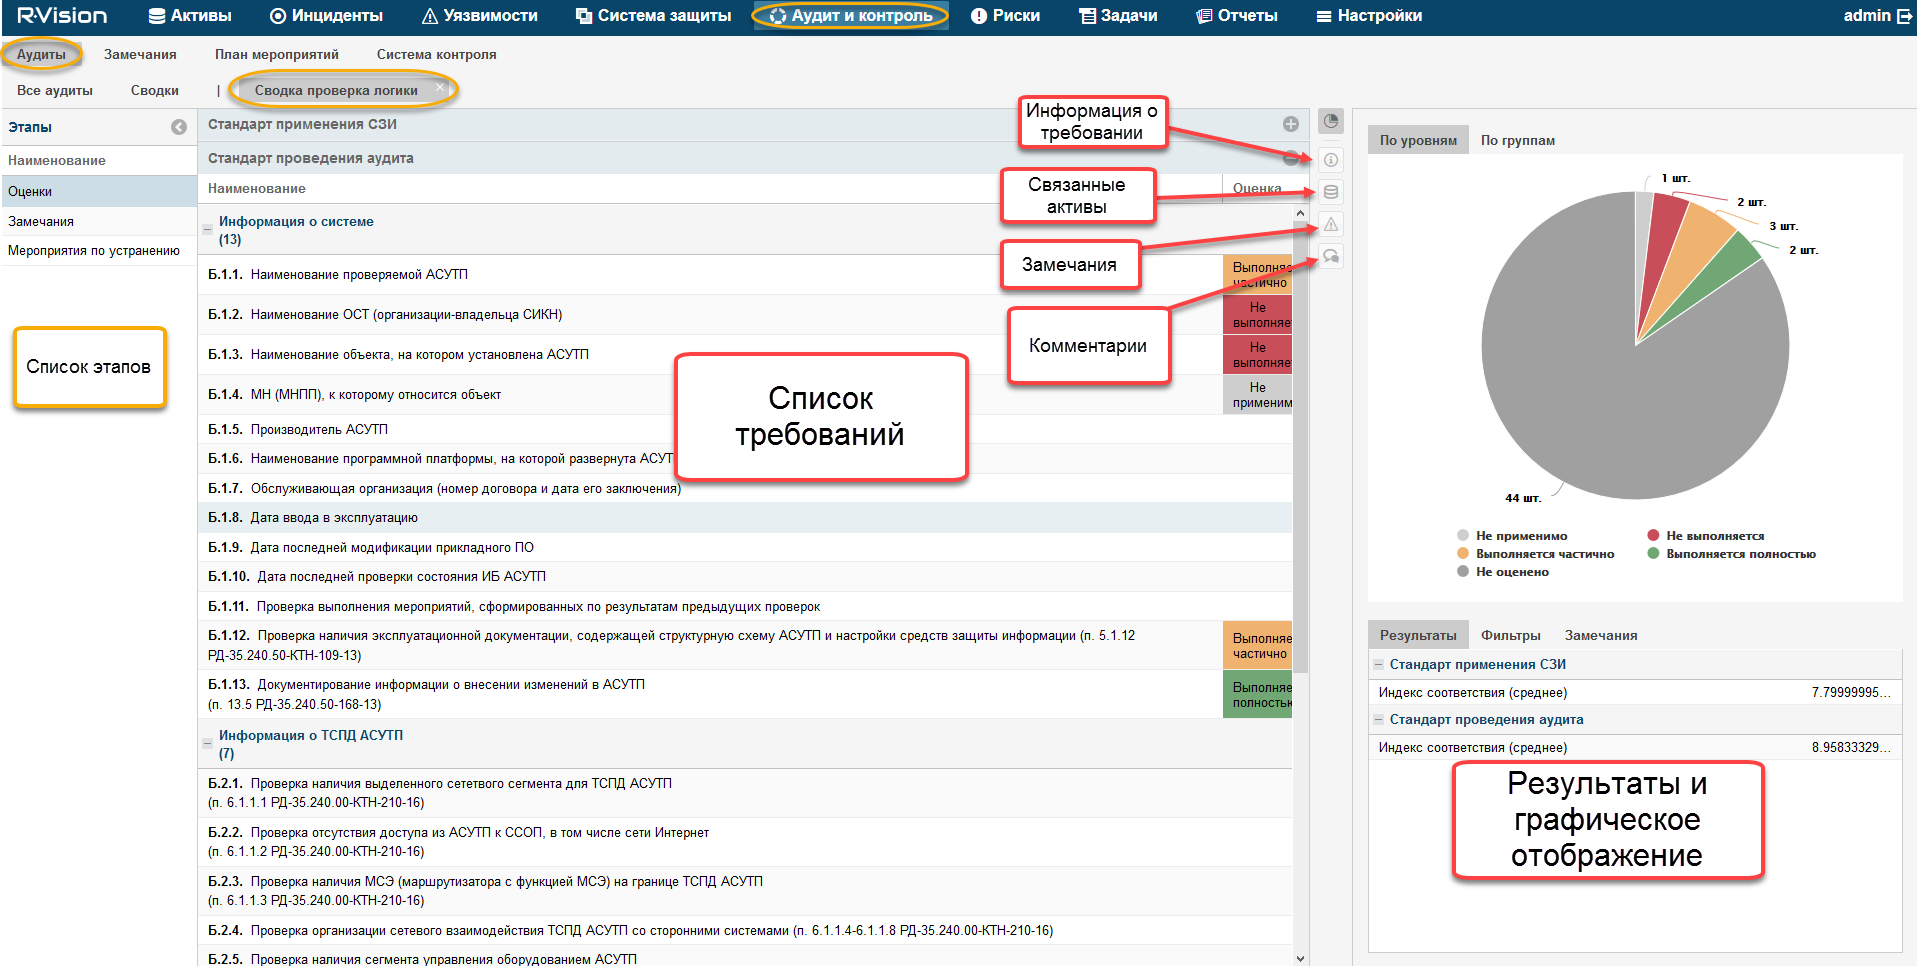 R·Vision
Активы
Инциденты
Уязвимости
Система защиты
Аудит и контроль
Риски
Задачи
Отчеты
Настройки
admin
Аудиты
Замечания
План мероприятий
Система контроля
Все аудиты
Сводки
|
Сводка проверка логики
Этапы
Наименование
Оценки
Замечания
Мероприятия по устранению
Список этапов
Стандарт применения СЗИ
Стандарт проведения аудита
Наименование
Оценка
Информация о системе
(13)
Б.1.1. Наименование проверяемой АСУТП
Выполняе
частично
Б.1.2. Наименование ОСТ (организации-владельца СИКН)
Не
выполняет
Б.1.3. Наименование объекта, на котором установлена АСУТП
Не
выполняет
Б.1.4. МН (МНПП), к которому относится объект
Не
применим
Б.1.5. Производитель АСУТП
Б.1.6. Наименование программной платформы, на которой развернута АСУТ
Б.1.7. Обслуживающая организация (номер договора и дата его заключения)
Б.1.8. Дата ввода в эксплуатацию
Б.1.9. Дата последней модификации прикладного ПО
Б.1.10. Дата последней проверки состояния ИБ АСУТП
Б.1.11. Проверка выполнения мероприятий, сформированных по результатам предыдущих проверок
Б.1.12. Проверка наличия эксплуатационной документации, содержащей структурную схему АСУТП и настройки средств защиты информации (п. 5.1.12
РД-35.240.50-КТН-109-13)
Выполняе
частично
Б.1.13. Документирование информации о внесении изменений в АСУТП
(п. 13.5 РД-35.240.50-168-13)
Выполняе
полностью
Информация о ТСПД АСУТП
(7)
Б.2.1. Проверка наличия выделенного сетевого сегмента для ТСПД АСУТП
(п. 6.1.1.1 РД-35.240.00-КТН-210-16)
Б.2.2. Проверка отсутствия доступа из АСУТП к ССОП, в том числе сети Интернет
(п. 6.1.1.2 РД-35.240.00-КТН-210-16)
Б.2.3. Проверка наличия МСЭ (маршрутизатора с функцией МСЭ) на границе ТСПД АСУТП
(п. 6.1.1.3 РД-35.240.00-КТН-210-16)
Б.2.4. Проверка организации сетевого взаимодействия ТСПД АСУТП со сторонними системами (п. 6.1.1.4-6.1.1.8 РД-35.240.00-КТН-210-16)
Б.2.5. Проверка наличия сегмента управления оборудованием АСУТП
Список
требований
Информация о
требовании
Связанные
активы
Замечания
Комментарии
По уровням
По группам
1 шт.
2 шт.
3 шт.
2 шт.
44 шт.
Не применимо
Не выполняется
Выполняется частично
Выполняется полностью
Не оценено
Результаты
Фильтры
Замечания
Стандарт применения СЗИ
Индекс соответствия (среднее)
7.79999995...
Стандарт проведения аудита
Индекс соответствия (среднее)
8.95833329...
Результаты и
графическое
отображение